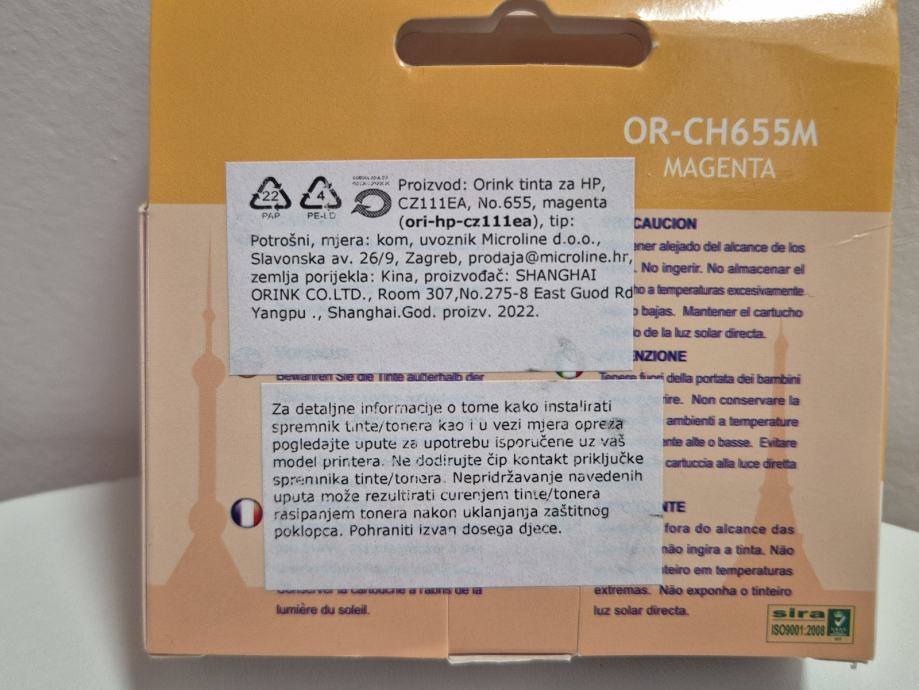 OR-CH655M
MAGENTA
22
PAP
4
PE-LD
Proizvod: Orink tinta za HP,
CZ111EA, No.655, magenta
(ori-hp-cz111ea), tip:
Potrošni, mjera: kom, uvoznik Microline d.o.o.,
Slavonska av. 26/9, Zagreb, prodaja@microline.hr,
zemlja porijekla: Kina, proizvođač: SHANGHAI
ORINK CO.LTD., Room 307,No.275-8 East Guod Rd
Yangpu ., Shanghai.God. proizv. 2022.
Za detaljne informacije o tome kako instalirati
spremnik tinte/tonera kao i u vezi mjera opreza
pogledajte upute za upotrebu isporučene uz vaš
model printera. Ne dodirujte čip kontakt priključke
spremnika tinte/tonera. Nepridržavanje navedenih
uputa može rezultirati curenjem tinte/tonera
rasipanjem tonera nakon uklanjanja zaštitnog
poklopca. Pohraniti izvan dosega djece.
Bewahren Sie die Tinte außerhalb der
Conserver la cartouche à l'abris de la
lumière du soleil.
CAUCION
alejado del alcance de los
. No ingerir. No almacenar el
a temperaturas excesivamente
o bajas. Mantener el cartucho
de la luz solar directa.
Tenere fuori della portata dei bambini
Non conservare la
ambienti a temperature
alte o basse. Evitare
cartuccia alla luce diretta
fora do alcance das
não ingira a tinta. Não
em temperaturas
extremas. Não exponha o tinteiro
luz solar directa.
sira
ISO9001:2008